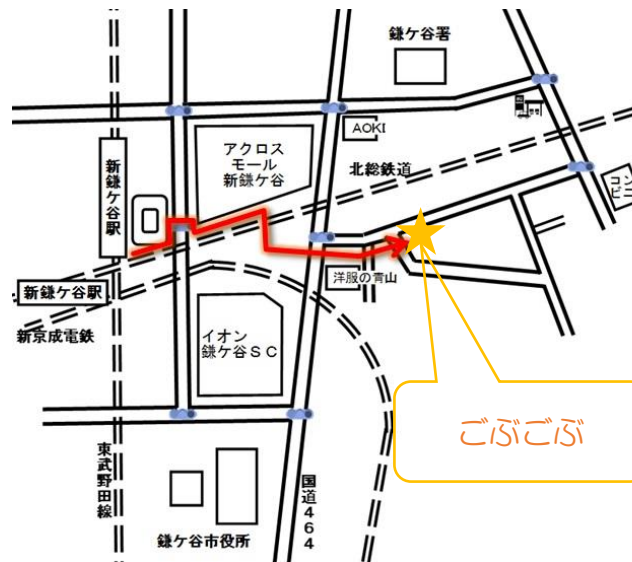 鎌ケ谷署
AOKI
アクロス
モール
新鎌ケ谷
北総鉄道
コンビニ
新鎌ケ谷駅
新鎌ケ谷駅
洋服の青山
新京成電鉄
イオン
鎌ケ谷SC
ごぶごぶ
東武野田線
国道464
鎌ケ谷市役所